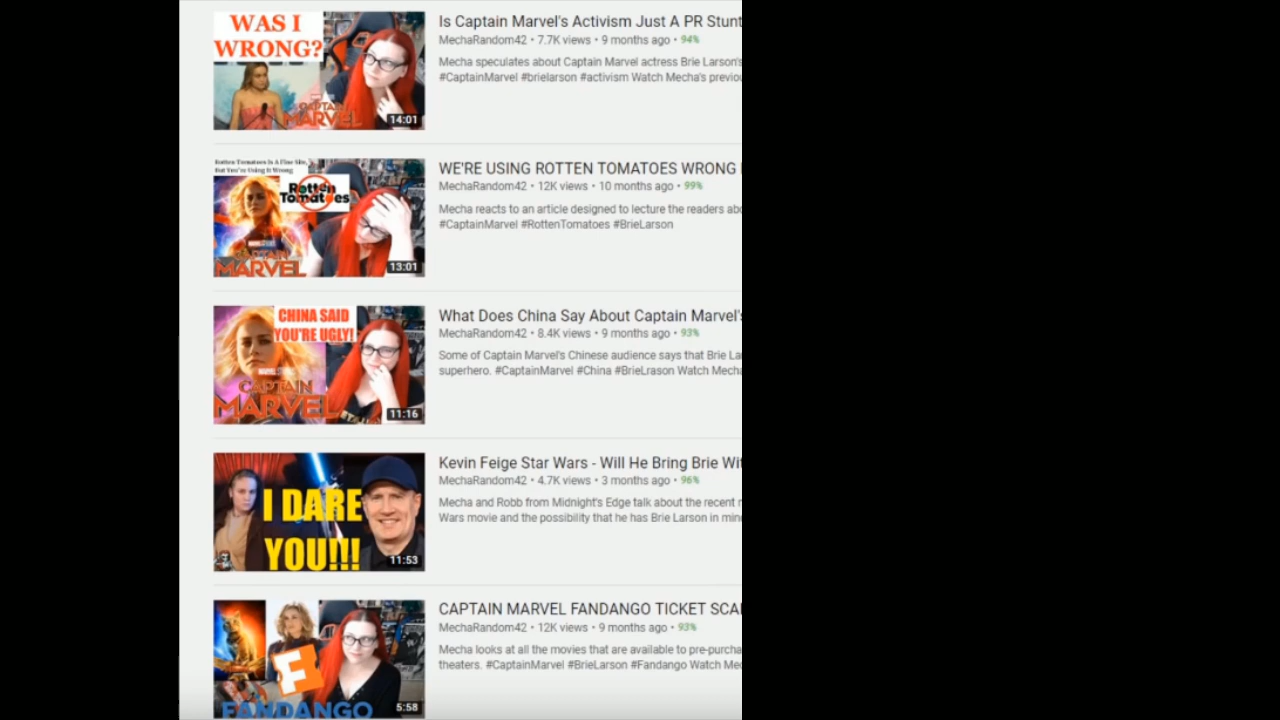 WAS I
WRONG?
CAPTAIN
MARVEL
14:01
Is Captain Marvel's Activism Just A PR Stunt
MechaRandom42 • 7.7K views • 9 months ago • 94%
Mecha speculates about Captain Marvel actress Brie Larson's
#CaptainMarvel #brielarson #activism Watch Mecha's previou
Rotten Tomatoes Is A Fine Site,
But You're Using It Wrong
Rotten
Tomatoes
MARVEL STUDIOS
CAPTAIN
MARVEL
13:01
WE'RE USING ROTTEN TOMATOES WRONG
MechaRandom42 • 12K views • 10 months ago • 99%
Mecha reacts to an article designed to lecture the readers abo
#CaptainMarvel #RottenTomatoes #BrieLarson
CHINA SAID
YOU'RE UGLY!
MARVEL STUDIOS
CAPTAIN
MARVEL
11:16
What Does China Say About Captain Marvel's
MechaRandom42 • 8.4K views • 9 months ago • 93%
Some of Captain Marvel's Chinese audience says that Brie La
superhero. #CaptainMarvel #China #BrieLrason Watch Mecha
I DARE
YOU!!!
11:53
Kevin Feige Star Wars - Will He Bring Brie Wit
MechaRandom42 • 4.7K views • 3 months ago • 96%
Mecha and Robb from Midnight's Edge talk about the recent
Wars movie and the possibility that he has Brie Larson in min
F
FANDANGO
5:58
CAPTAIN MARVEL FANDANGO TICKET SCA
MechaRandom42 • 12K views • 9 months ago • 93%
Mecha looks at all the movies that are available to pre-purcha
theaters. #CaptainMarvel #BrieLarson #Fandango Watch Mec